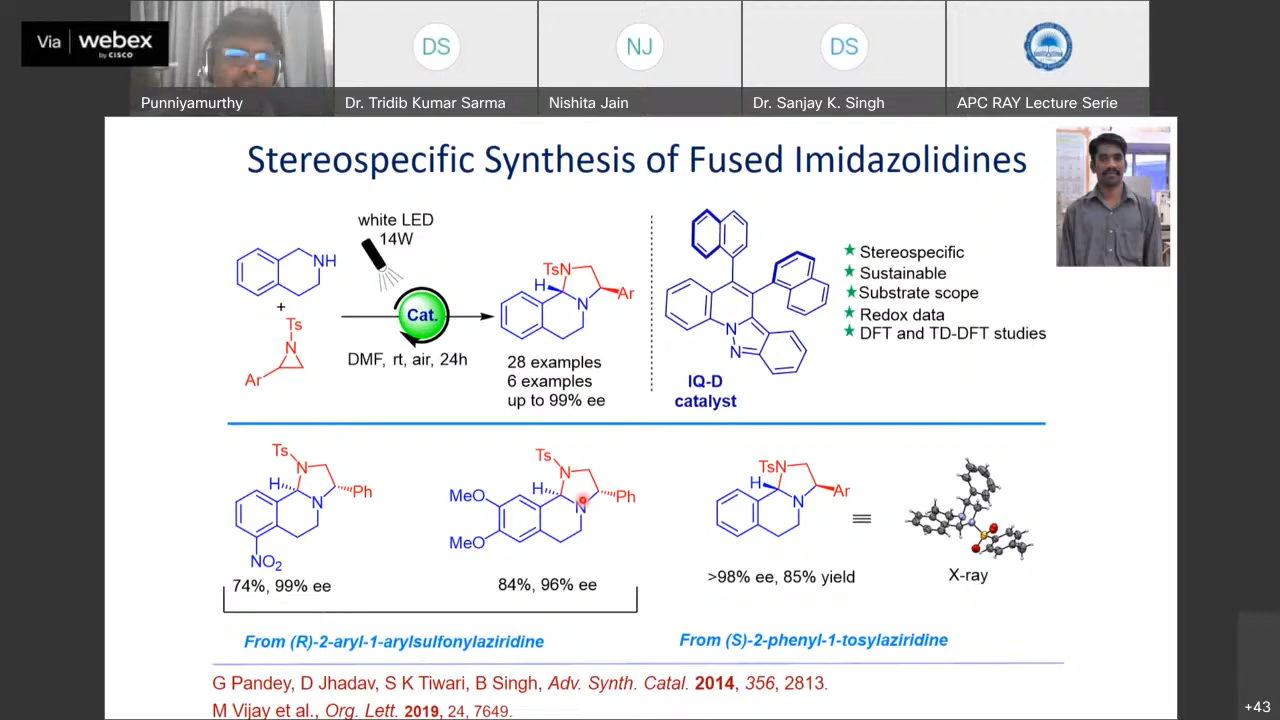 Via webex
by CISCO
DS
NJ
DS
Punniyamurthy
Dr. Tridib Kumar Sarma
Nishita Jain
Dr. Sanjay K. Singh
APC RAY Lecture Serie
Stereospecific Synthesis of Fused Imidazolidines
white LED
14W
NH
+
Ts
N
Ar
Cat.
DMF, rt, air, 24h
TsN
H
N
Ar
28 examples
6 examples
up to 99% ee
N
N
IQ-D
catalyst
Stereospecific
Sustainable
Substrate scope
Redox data
DFT and TD-DFT studies
Ts
N
H
N
Ph
NO2
74%, 99% ee
Ts
N
MeO
H
N
Ph
MeO
84%, 96% ee
TsN
H
N
Ar
>98% ee, 85% yield
X-ray
From (R)-2-aryl-1-arylsulfonylaziridine
From (S)-2-phenyl-1-tosylaziridine
G Pandey, D Jhadav, S K Tiwari, B Singh, Adv. Synth. Catal. 2014, 356, 2813.
M Vijay et al., Org. Lett. 2019, 24, 7649.
+43